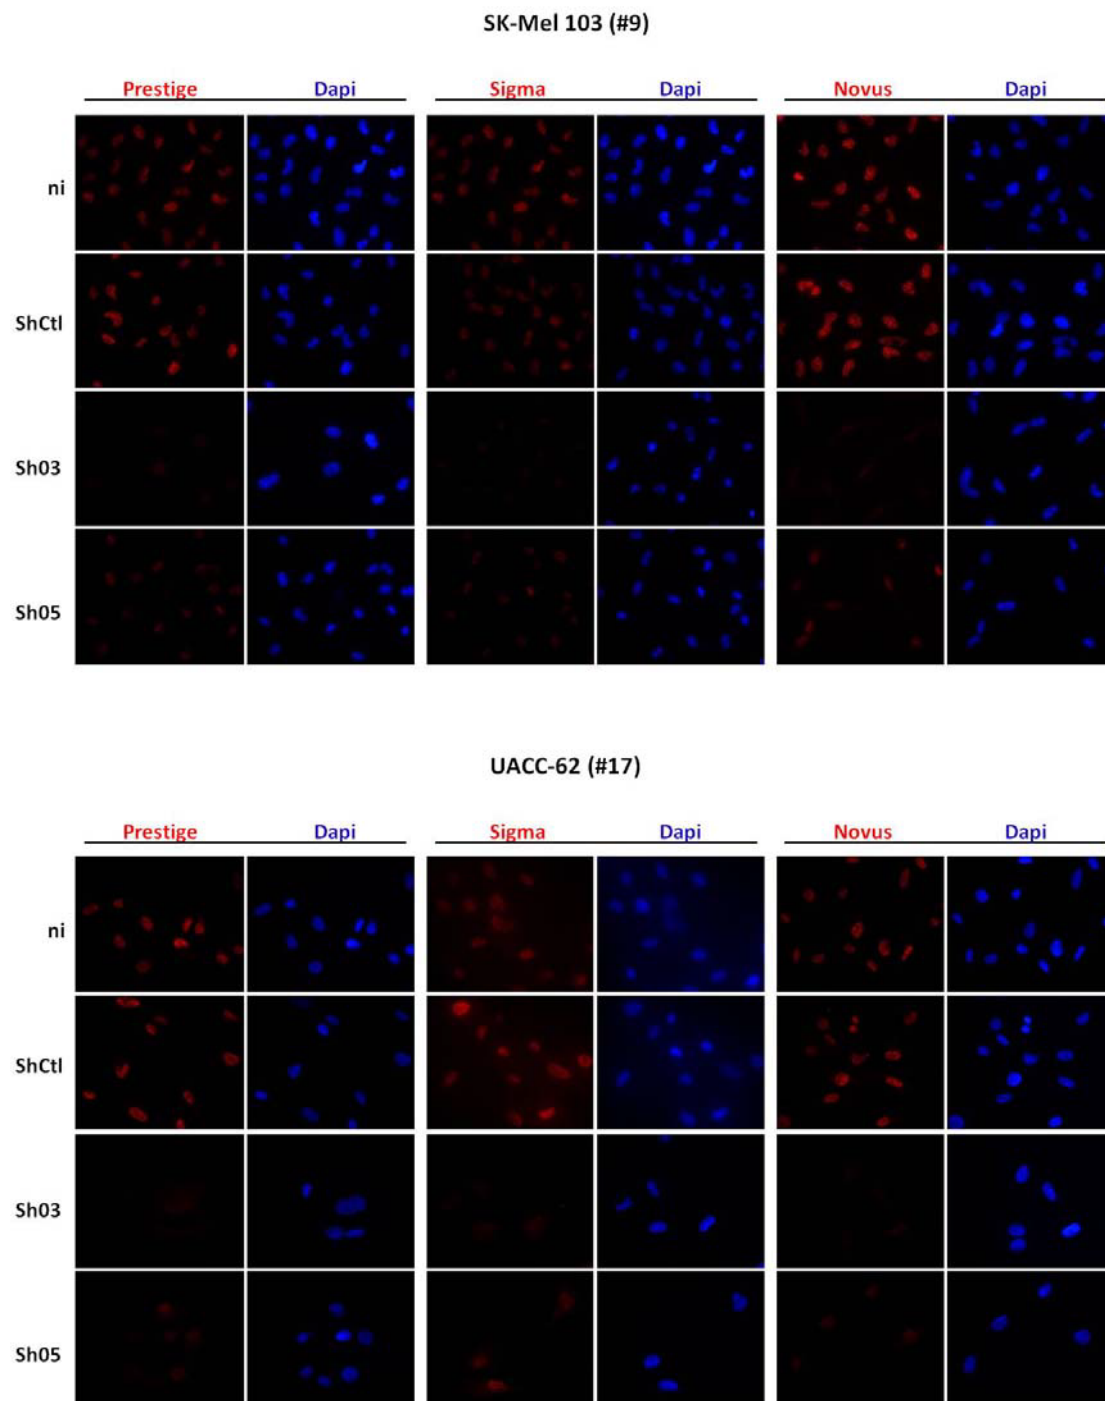 SK-Mel 103 (#9)
Prestige Dapi Sigma Dapi Novus Dapi
ni
ShCtl
Sh03
Sh05
UACC-62 (#17)
Prestige Dapi Sigma Dapi Novus Dapi
ni
ShCtl
Sh03
Sh05